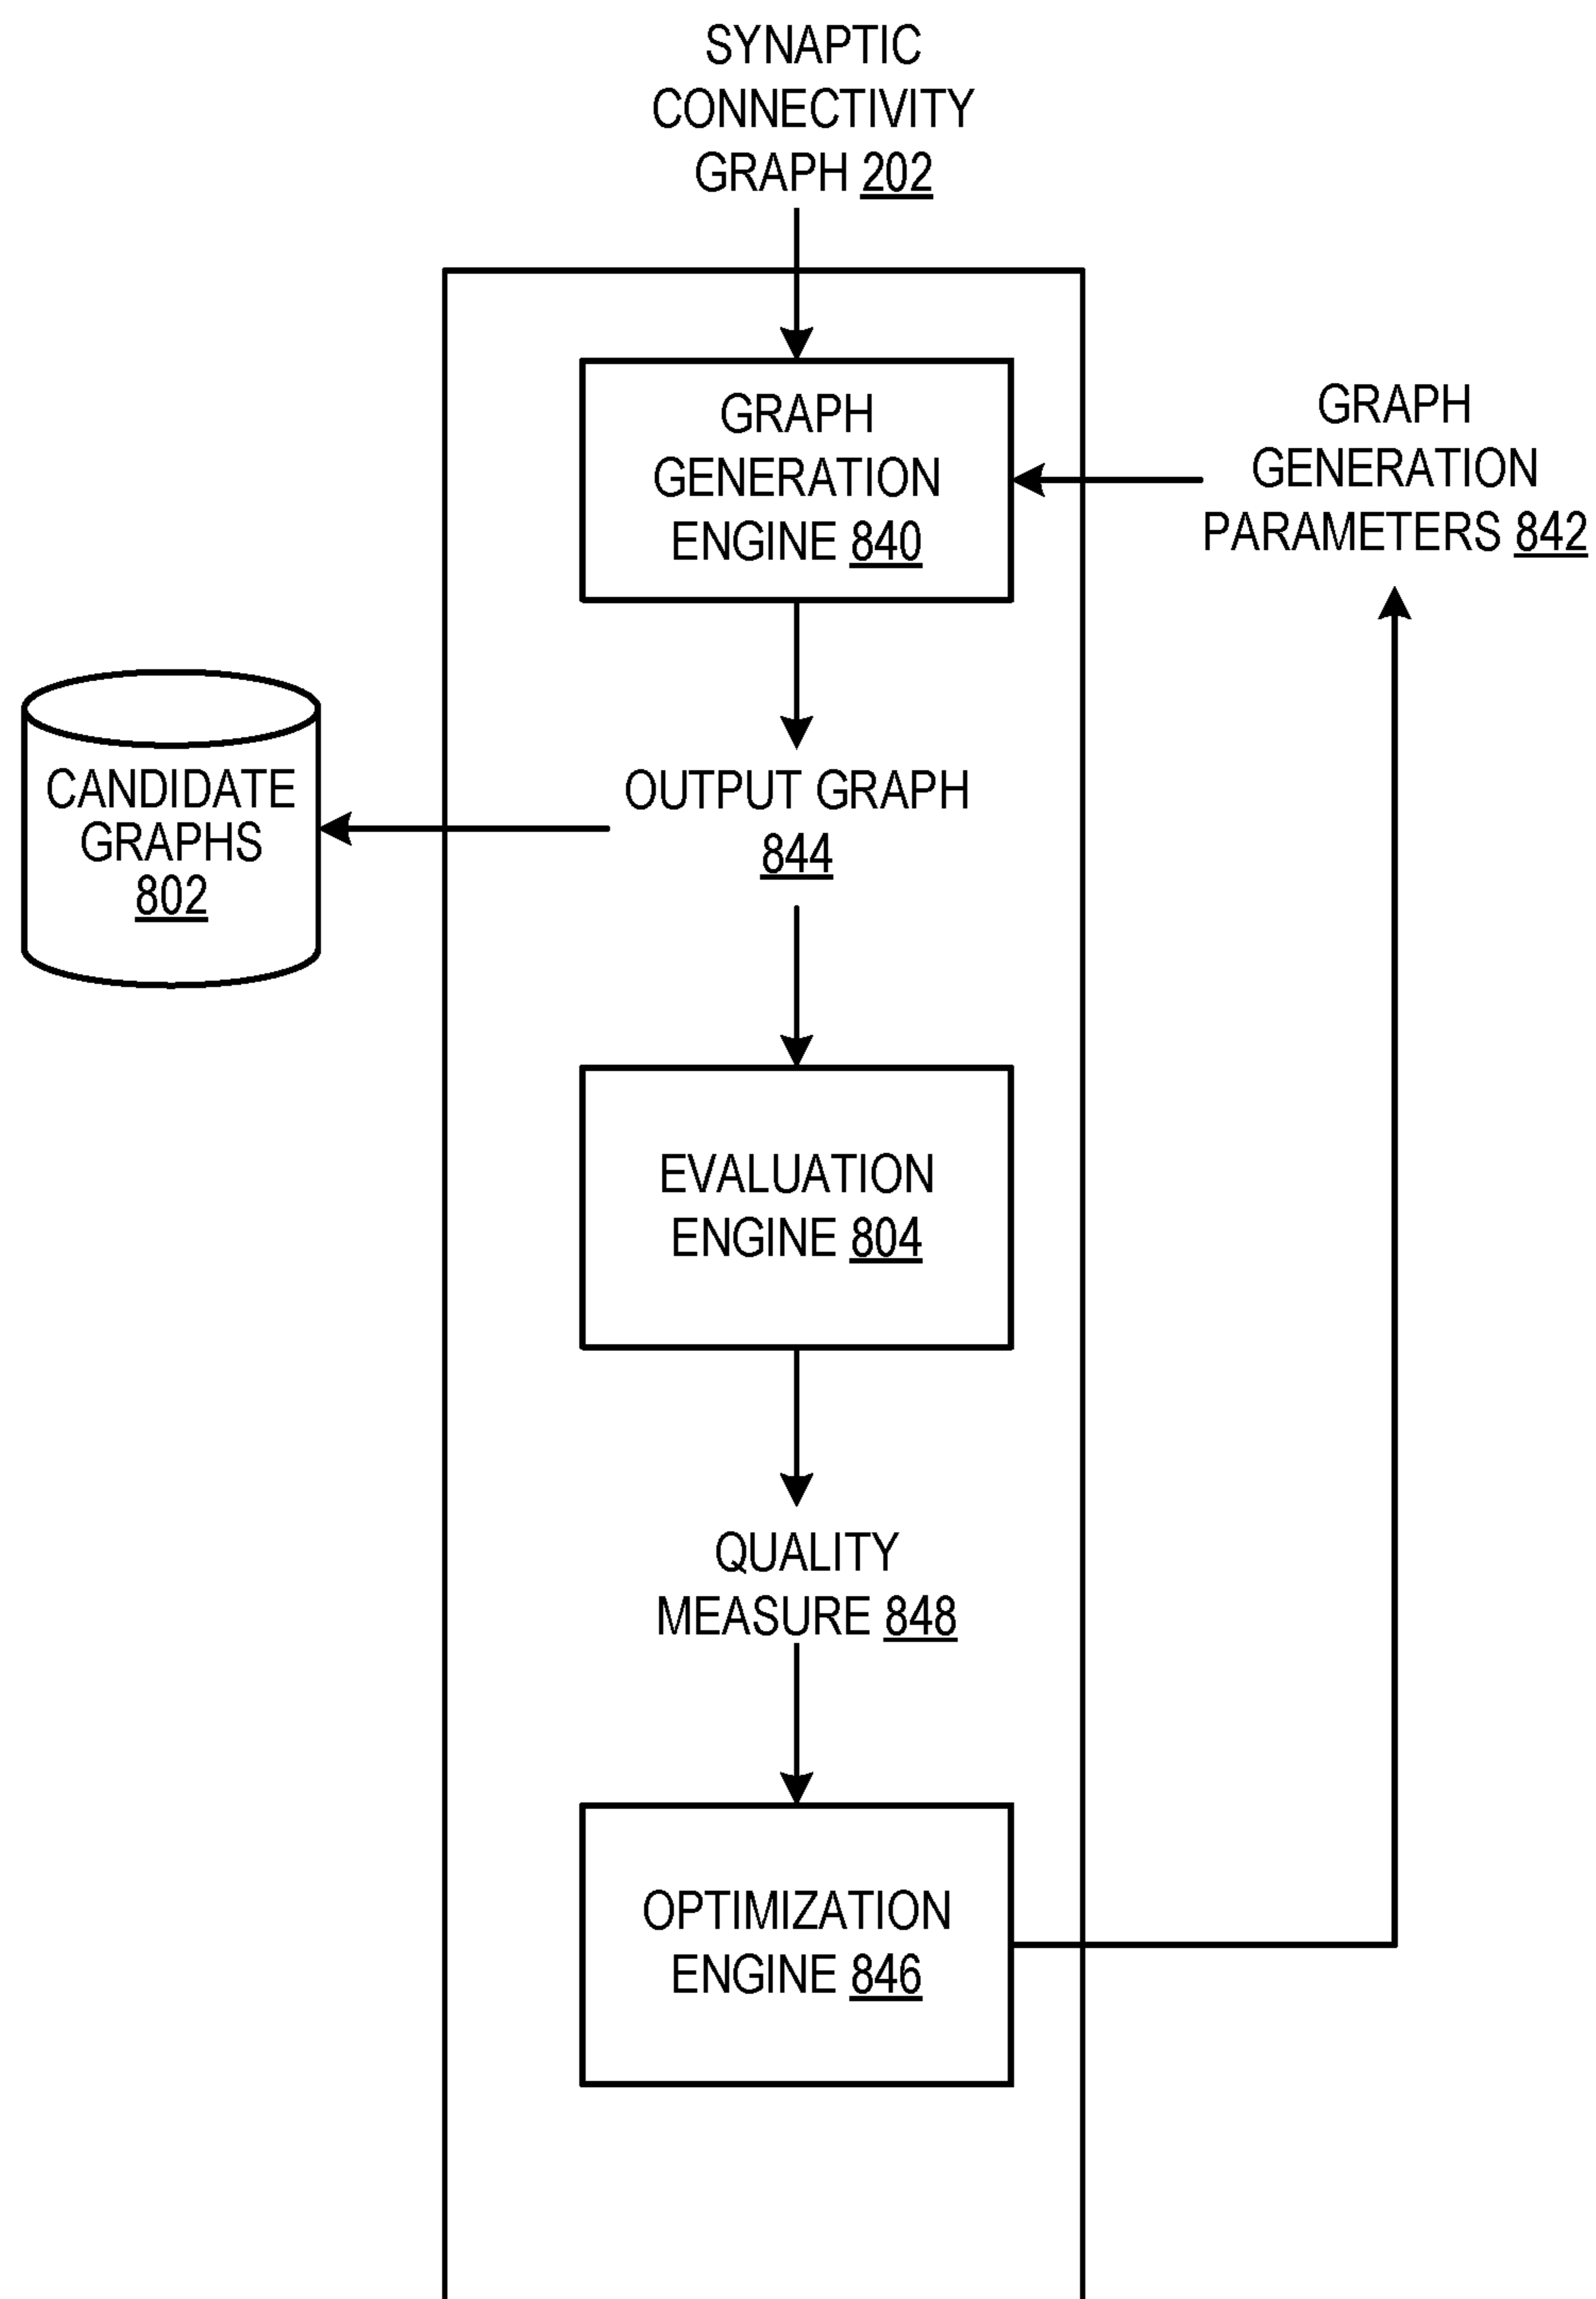 SYNAPTIC
CONNECTIVITY
GRAPH 202
GRAPH
GENERATION
ENGINE 840
GRAPH
GENERATION
PARAMETERS 842
CANDIDATE
GRAPHS
802
OUTPUT GRAPH
844
EVALUATION
ENGINE 804
QUALITY
MEASURE 848
OPTIMIZATION
ENGINE 846